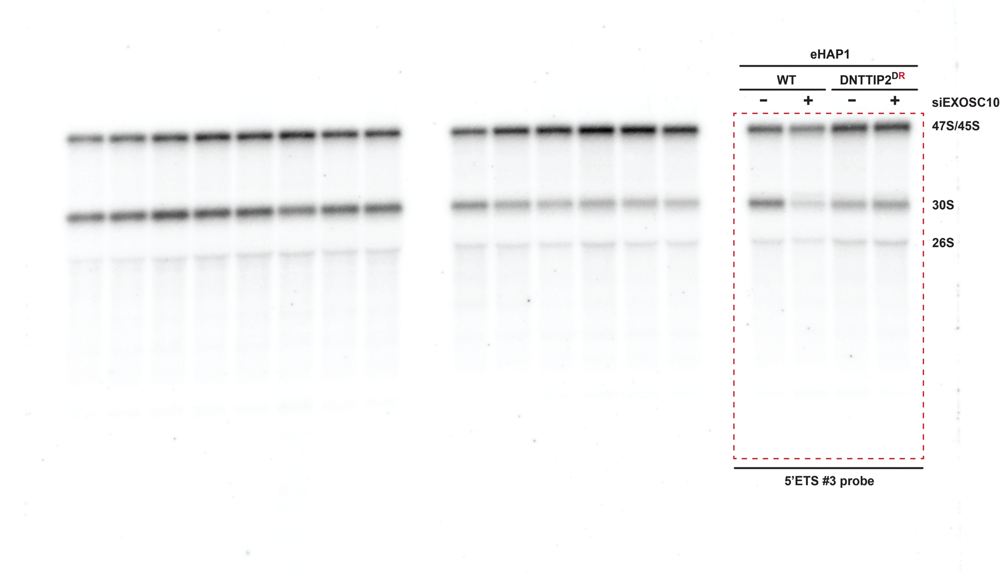 eHAP1
WT DNTTIP2DR
– + – + siEXOSC10
47S/45S
30S
26S
5’ETS #3 probe